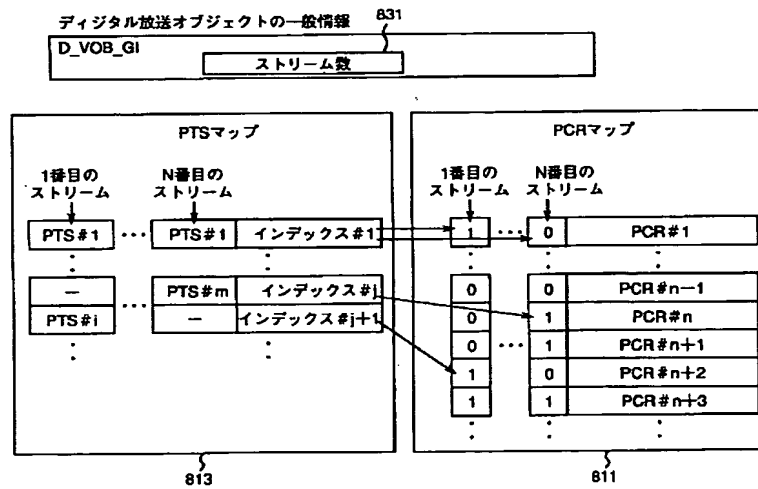 ディジタル放送オブジェクトの一般情報
831
D_VOB_GI
ストリーム数
PTSマップ
1番目の
ストリーム
N番目の
ストリーム
PTS#1 ··· PTS#1 インデックス#1
— ··· PTS#m インデックス#j
PTS#i — インデックス#j+1
813
PCRマップ
1番目の
ストリーム
N番目の
ストリーム
1 ··· 0 PCR#1
0 0 PCR#n−1
0 1 PCR#n
0 ··· 1 PCR#n+1
1 0 PCR#n+2
1 1 PCR#n+3
811